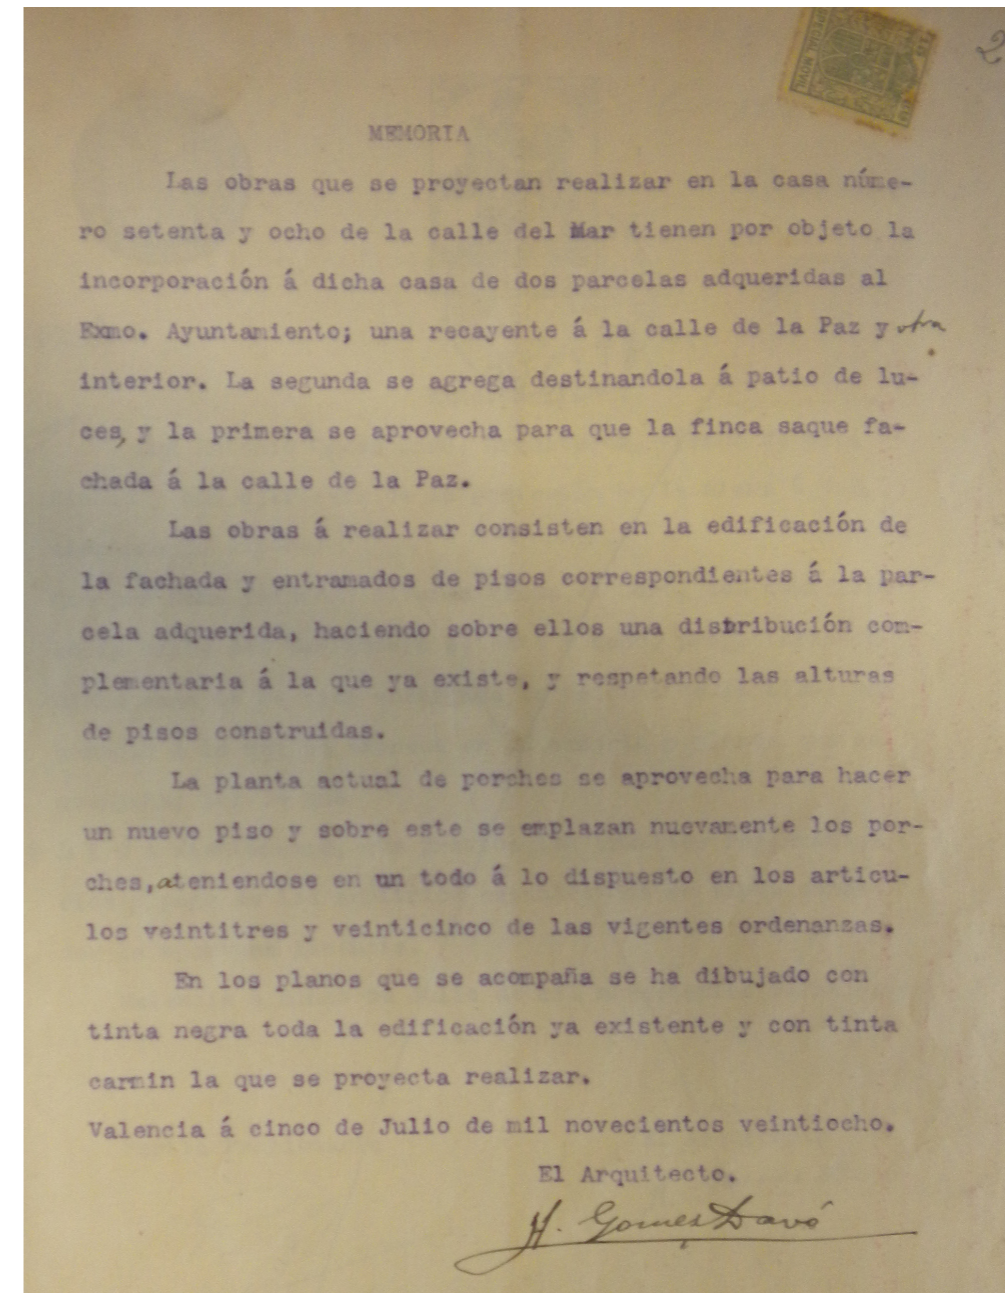 2
ESPECIAL MOVIL
MEMORIA
Las obras que se proyectan realizar en la casa núme-
ro setenta y ocho de la calle del Mar tienen por objeto la
incorporación á dicha casa de dos parcelas adqueridas al
Exmo. Ayuntamiento; una recayente á la calle de la Paz y otra
interior. La segunda se agrega destinandola á patio de lu-
ces, y la primera se aprovecha para que la finca saque fa-
chada á la calle de la Paz.
Las obras á realizar consisten en la edificación de
la fachada y entramados de pisos correspondientes á la par-
cela adquerida, haciendo sobre ellos una distribución com-
plementaria á la que ya existe, y respetando las alturas
de pisos construidas.
La planta actual de porches se aprovecha para hacer
un nuevo piso y sobre este se emplazan nuevamente los por-
ches, ateniendose en un todo á lo dispuesto en los articu-
los veintitres y veinticinco de las vigentes ordenanzas.
En los planos que se acompaña se ha dibujado con
tinta negra toda la edificación ya existente y con tinta
carmin la que se proyecta realizar.
Valencia á cinco de Julio de mil novecientos veintiocho.
El Arquitecto.
H. Gomes Davó